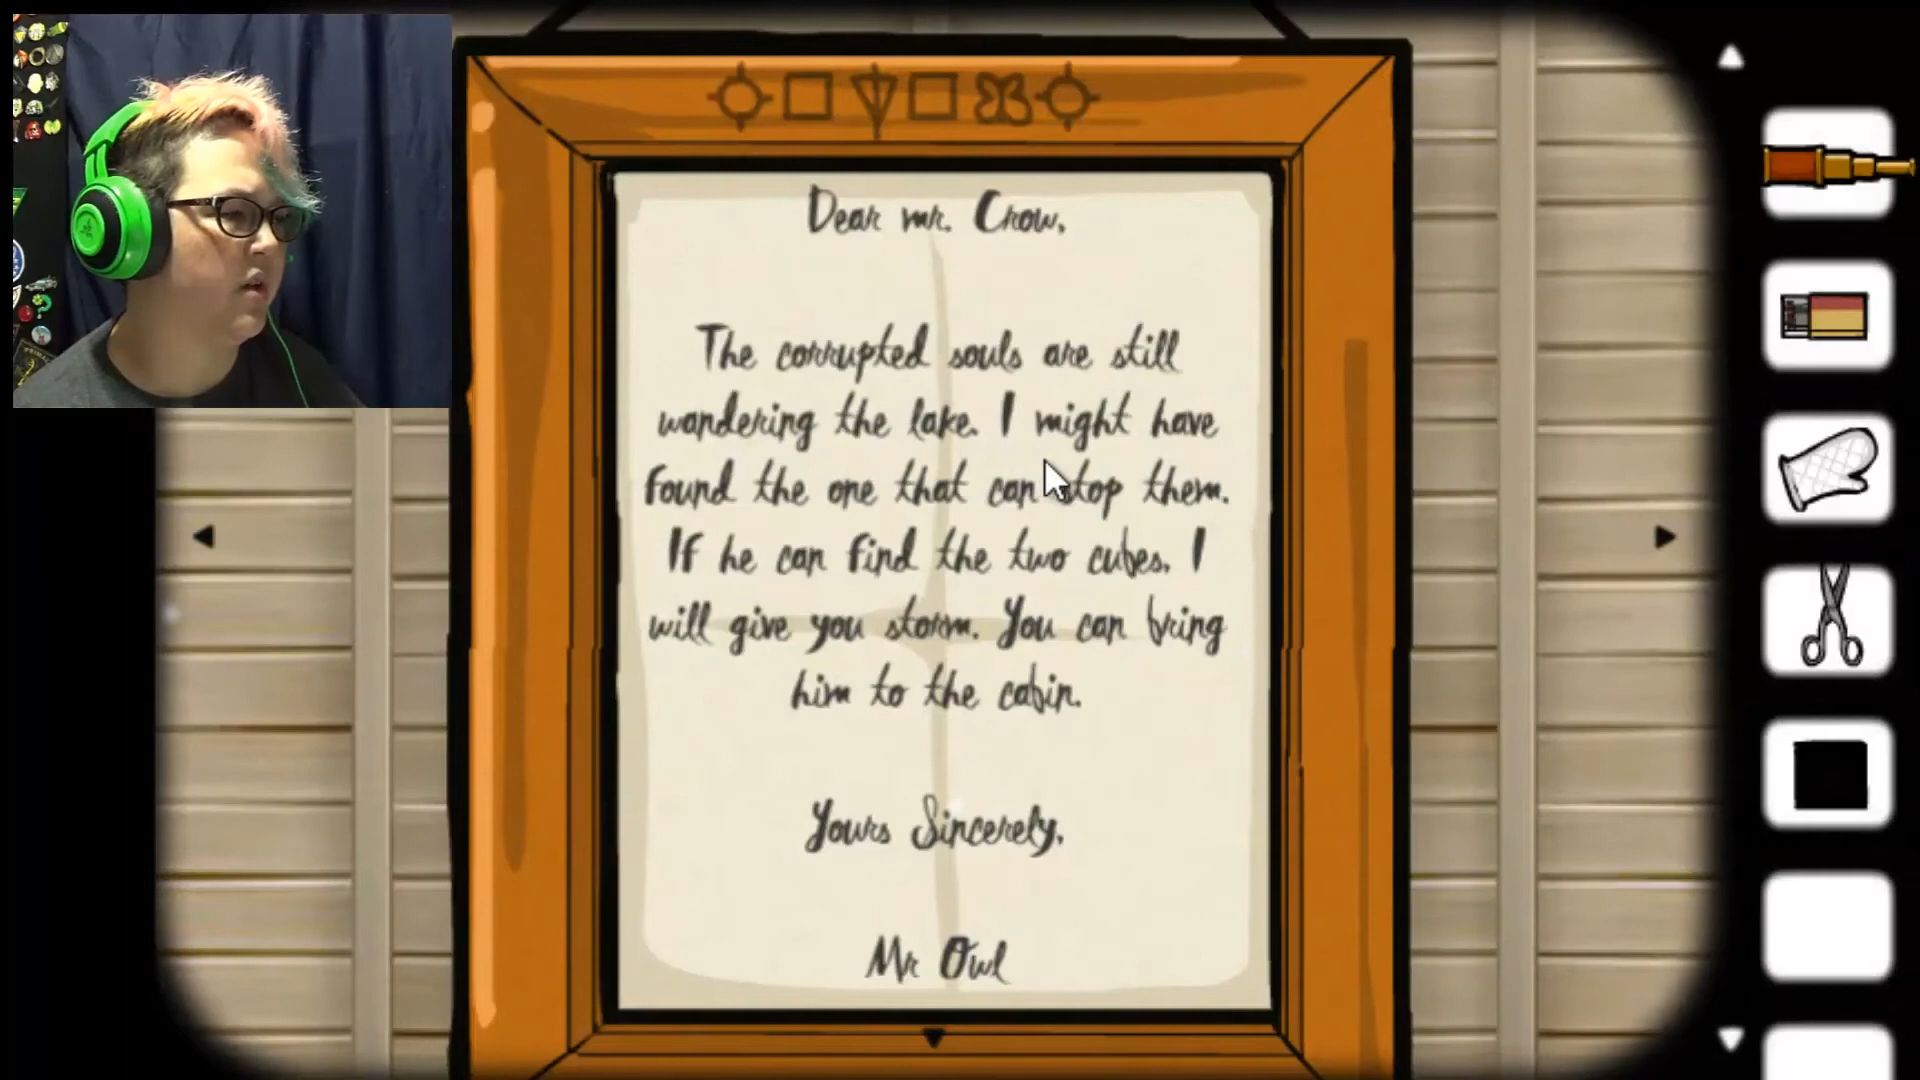 Dear mr. Crow,
The corrupted souls are still
wandering the lake. I might have
found the one that can stop them.
If he can find the two cubes, I
will give you storm. You can bring
him to the cabin.
Yours Sincerely,
Mr Owl